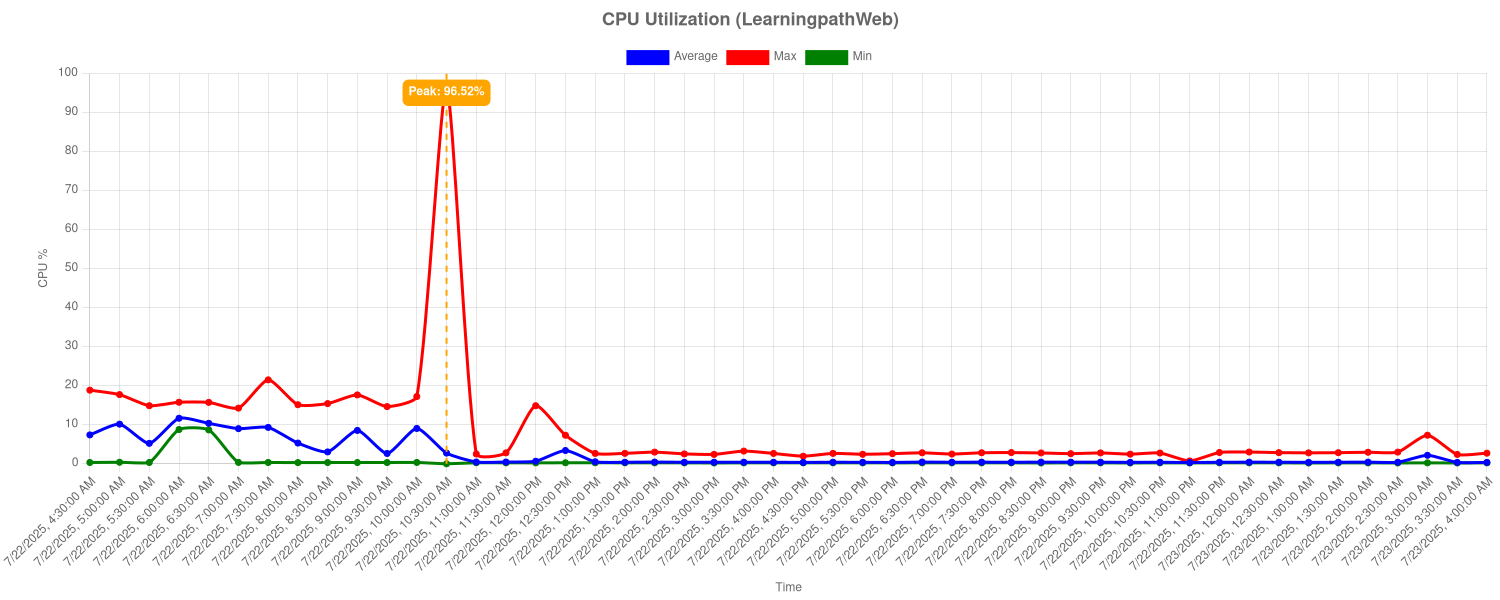 CPU Utilization (LearningpathWeb)
Average Max Min
100
Peak: 96.52%
90
80
70
60
50
40
30
20
10
0
CPU %
7/22/2025, 4:30:00 AM
7/22/2025, 5:00:00 AM
7/22/2025, 5:30:00 AM
7/22/2025, 6:00:00 AM
7/22/2025, 6:30:00 AM
7/22/2025, 7:00:00 AM
7/22/2025, 7:30:00 AM
7/22/2025, 8:00:00 AM
7/22/2025, 8:30:00 AM
7/22/2025, 9:00:00 AM
7/22/2025, 9:30:00 AM
7/22/2025, 10:00:00 AM
7/22/2025, 10:30:00 AM
7/22/2025, 11:00:00 AM
7/22/2025, 11:30:00 AM
7/22/2025, 12:00:00 PM
7/22/2025, 12:30:00 PM
7/22/2025, 1:00:00 PM
7/22/2025, 1:30:00 PM
7/22/2025, 2:00:00 PM
7/22/2025, 2:30:00 PM
7/22/2025, 3:00:00 PM
7/22/2025, 3:30:00 PM
7/22/2025, 4:00:00 PM
7/22/2025, 4:30:00 PM
7/22/2025, 5:00:00 PM
7/22/2025, 5:30:00 PM
7/22/2025, 6:00:00 PM
7/22/2025, 6:30:00 PM
7/22/2025, 7:00:00 PM
7/22/2025, 7:30:00 PM
7/22/2025, 8:00:00 PM
7/22/2025, 8:30:00 PM
7/22/2025, 9:00:00 PM
7/22/2025, 9:30:00 PM
7/22/2025, 10:00:00 PM
7/22/2025, 10:30:00 PM
7/22/2025, 11:00:00 PM
7/22/2025, 11:30:00 PM
7/23/2025, 12:00:00 AM
7/23/2025, 12:30:00 AM
7/23/2025, 1:00:00 AM
7/23/2025, 1:30:00 AM
7/23/2025, 2:00:00 AM
7/23/2025, 2:30:00 AM
7/23/2025, 3:00:00 AM
7/23/2025, 3:30:00 AM
7/23/2025, 4:00:00 AM
Time